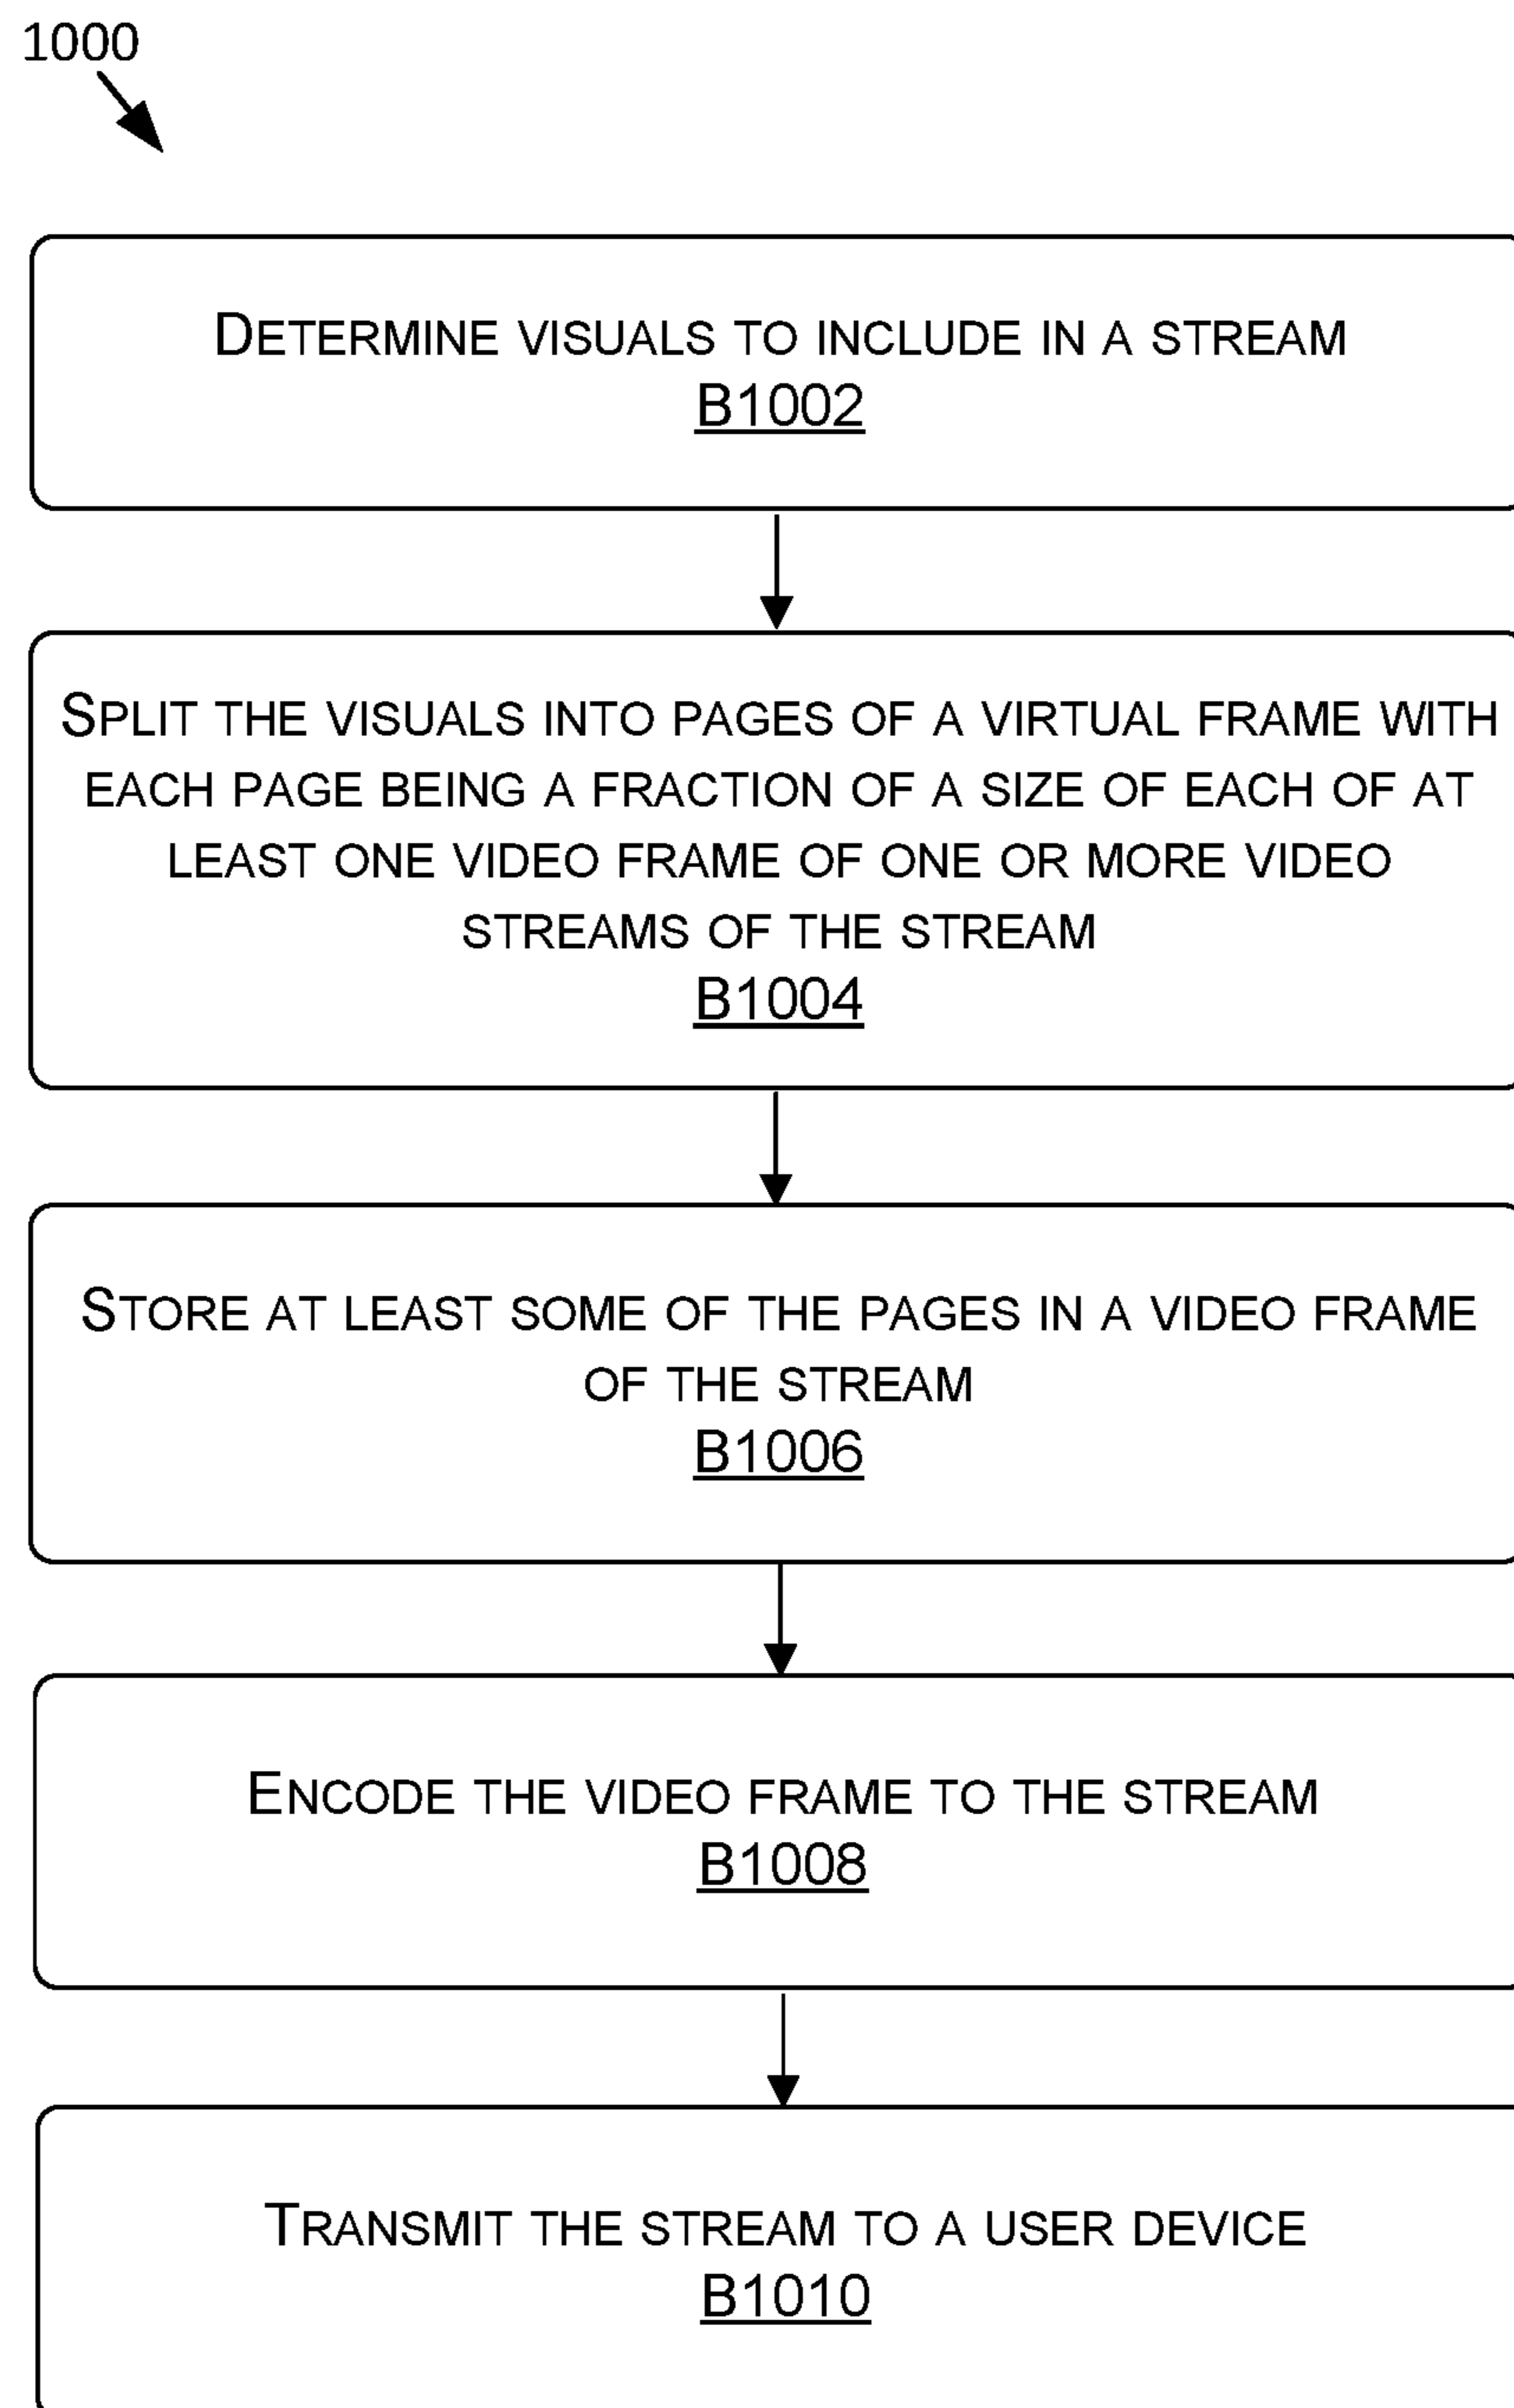 1000
DETERMINE VISUALS TO INCLUDE IN A STREAM
B1002
SPLIT THE VISUALS INTO PAGES OF A VIRTUAL FRAME WITH
EACH PAGE BEING A FRACTION OF A SIZE OF EACH OF AT
LEAST ONE VIDEO FRAME OF ONE OR MORE VIDEO
STREAMS OF THE STREAM
B1004
STORE AT LEAST SOME OF THE PAGES IN A VIDEO FRAME
OF THE STREAM
B1006
ENCODE THE VIDEO FRAME TO THE STREAM
B1008
TRANSMIT THE STREAM TO A USER DEVICE
B1010